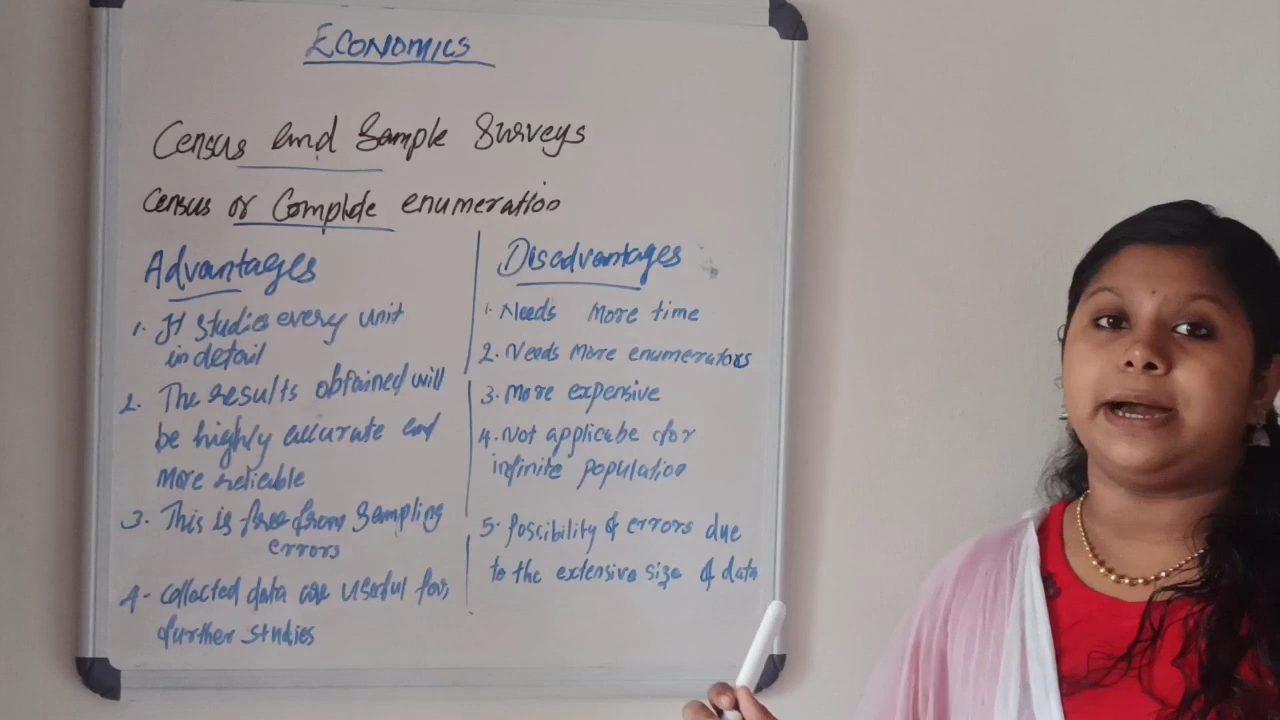 ECONOMICS
Census and Sample Surveys
Census or Complete enumeration
Advantages
1. It studies every unit
in detail
2. The results obtained will
be highly accurate and
more reliable
3. This is free from sampling
errors
4. Collected data are useful for
further studies
Disadvantages
1. Needs More time
2. Needs More enumerators
3. More expensive
4. Not applicabe for
infinite population
5. Poscibility of errors due
to the extensive size of data